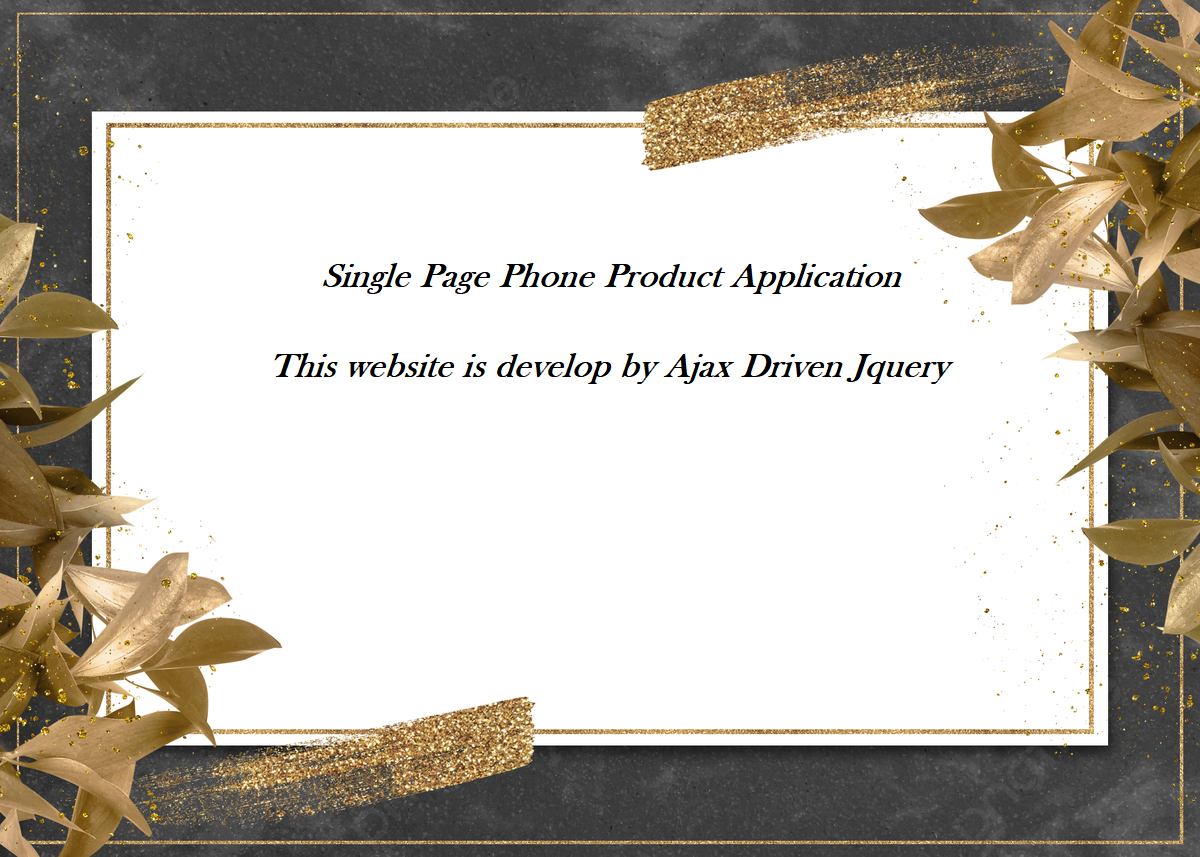 Single Page Phone Product Application
This website is develop by Ajax Driven Jquery